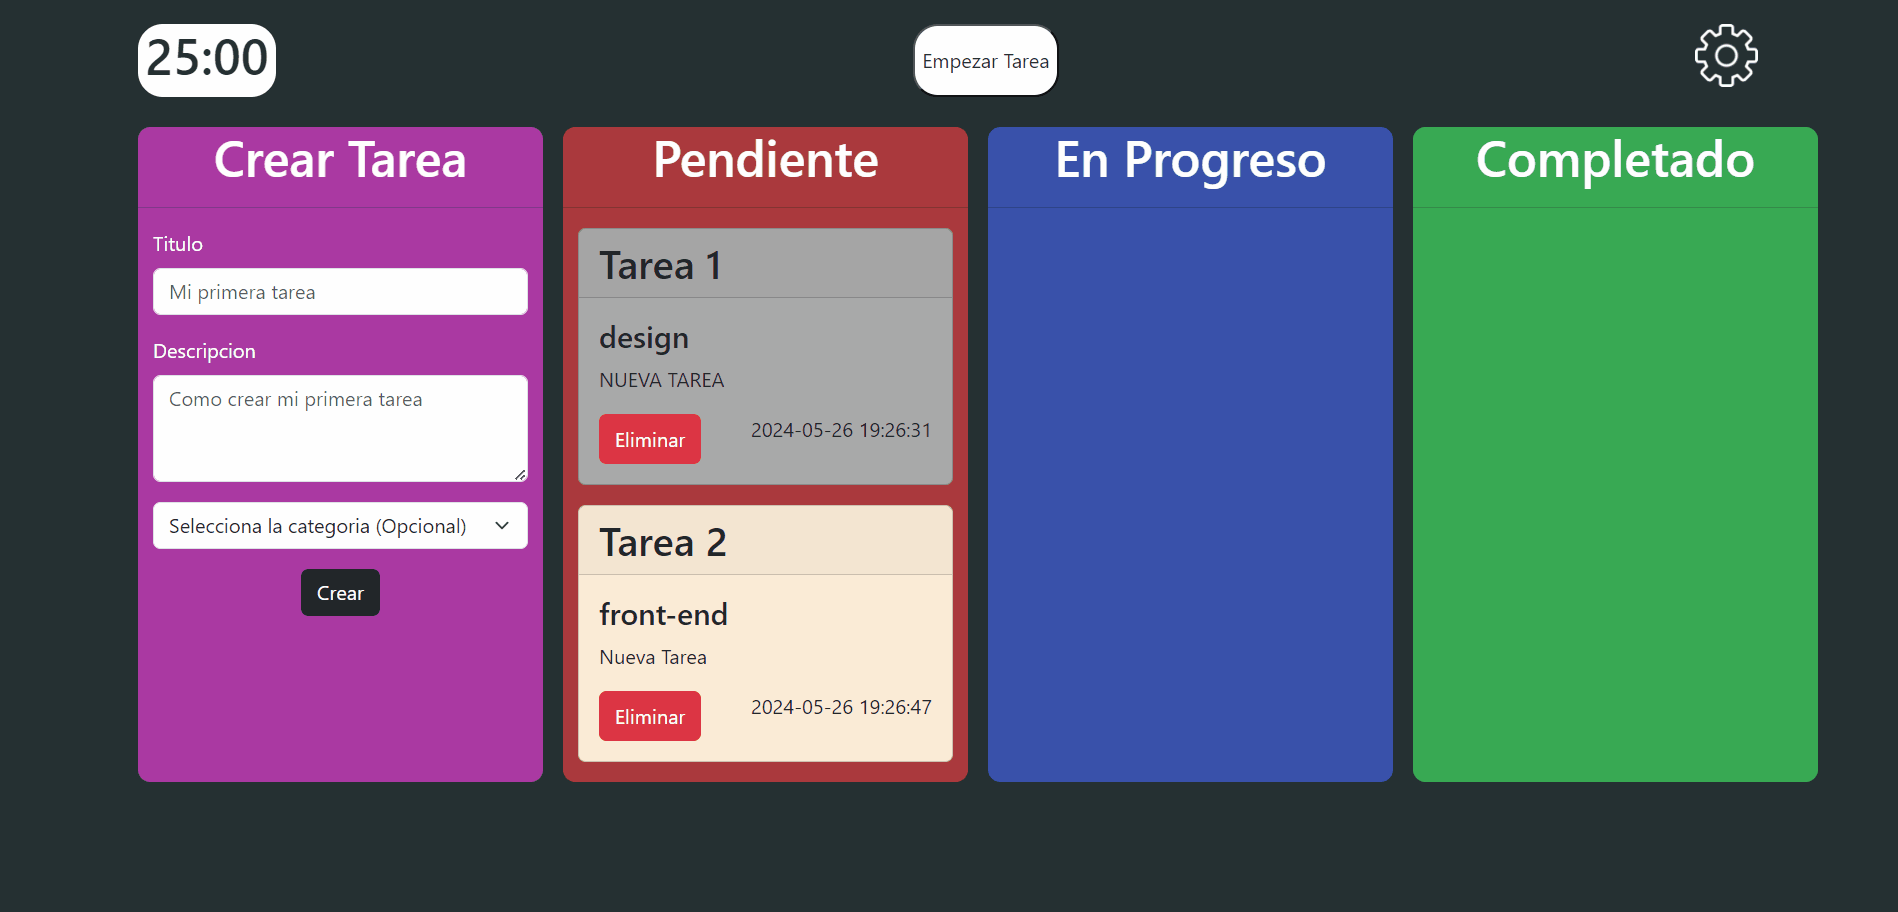 25:00
Empezar Tarea
Crear Tarea
Titulo
Mi primera tarea
Descripcion
Como crear mi primera tarea
Selecciona la categoria (Opcional)
Crear
Pendiente
Tarea 1
design
NUEVA TAREA
Eliminar
2024-05-26 19:26:31
Tarea 2
front-end
Nueva Tarea
Eliminar
2024-05-26 19:26:47
En Progreso
Completado